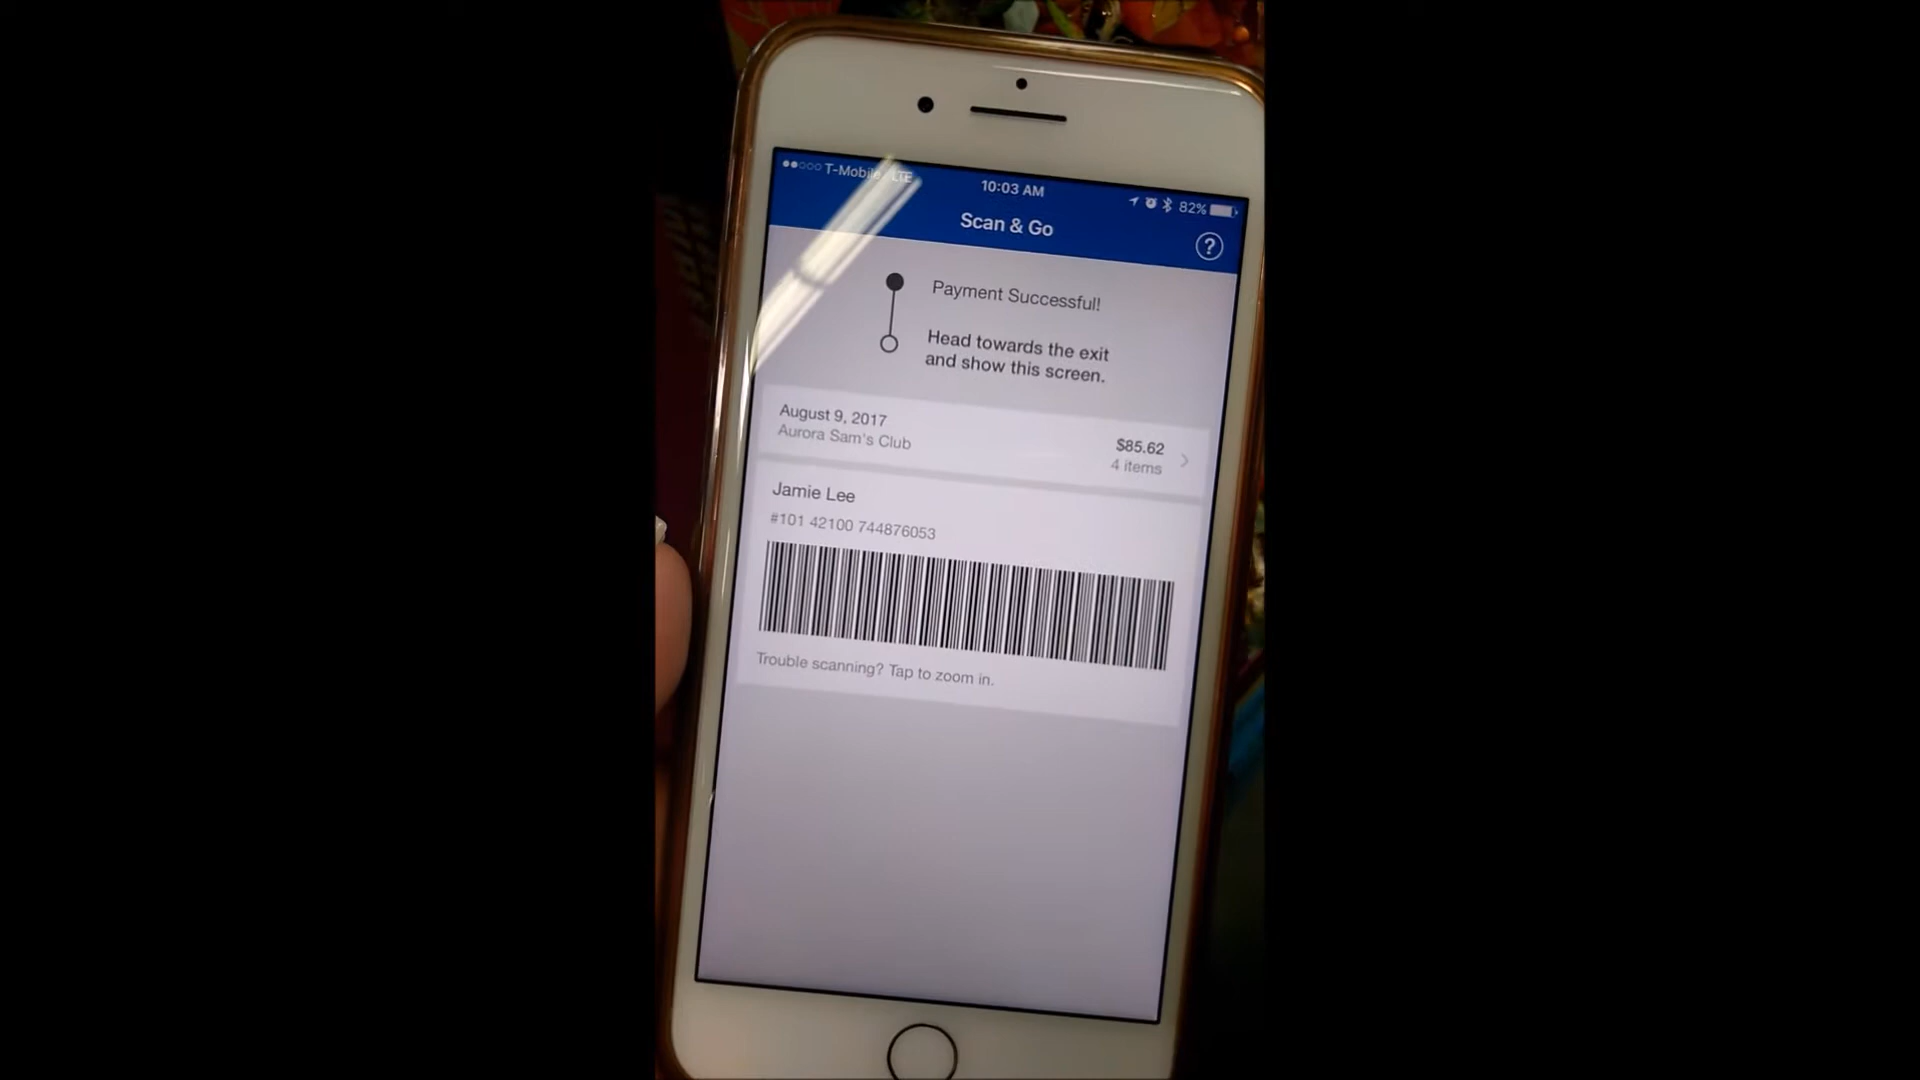 T-Mobile LTE 10:03 AM 82%
Scan & Go
?
Payment Successful!
Head towards the exit
and show this screen.
August 9, 2017
Aurora Sam's Club
$85.62
4 items
Jamie Lee
#101 42100 744876053
Trouble scanning? Tap to zoom in.